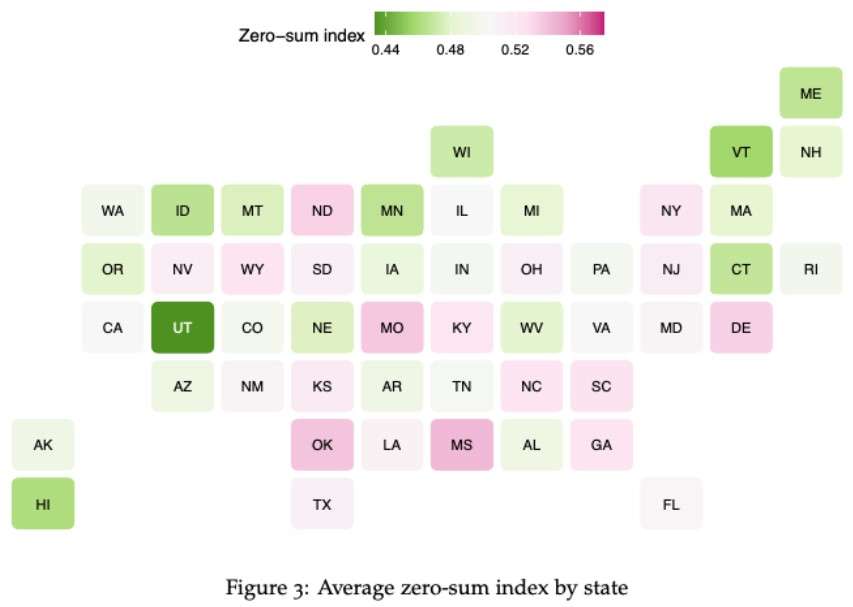 Zero−sum index
0.44 0.48 0.52 0.56
ME
WI VT NH
WA ID MT ND MN IL MI NY MA
OR NV WY SD IA IN OH PA NJ CT RI
CA UT CO NE MO KY WV VA MD DE
AZ NM KS AR TN NC SC
AK OK LA MS AL GA
HI TX FL
Figure 3: Average zero-sum index by state